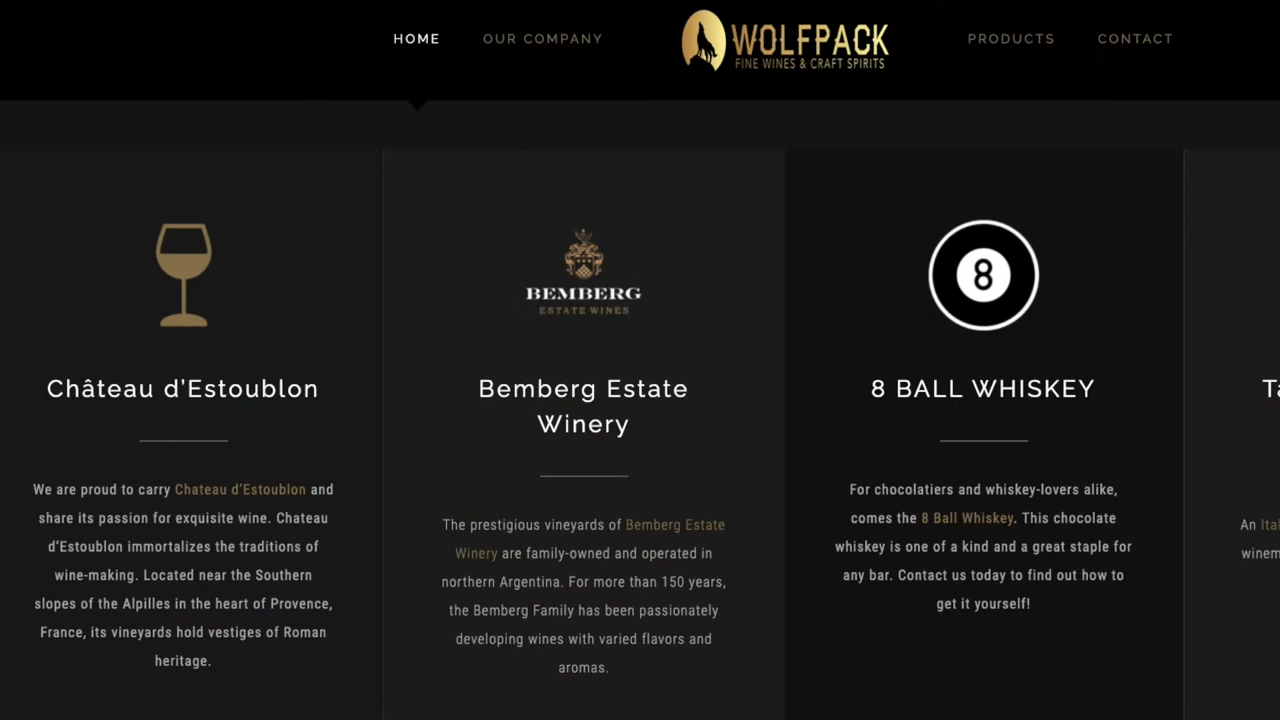 HOME
OUR COMPANY
WOLFPACK
FINE WINES & CRAFT SPIRITS
PRODUCTS
CONTACT
BEMBERG
ESTATE WINES
8
Château d'Estoublon
We are proud to carry Chateau d'Estoublon and
share its passion for exquisite wine. Chateau
d'Estoublon immortalizes the traditions of
wine-making. Located near the Southern
slopes of the Alpilles in the heart of Provence,
France, its vineyards hold vestiges of Roman
heritage.
Bemberg Estate
Winery
The prestigious vineyards of Bemberg Estate
Winery are family-owned and operated in
northern Argentina. For more than 150 years,
the Bemberg Family has been passionately
developing wines with varied flavors and
aromas.
8 BALL WHISKEY
For chocolatiers and whiskey-lovers alike,
comes the 8 Ball Whiskey. This chocolate
whiskey is one of a kind and a great staple for
any bar. Contact us today to find out how to
get it yourself!
An